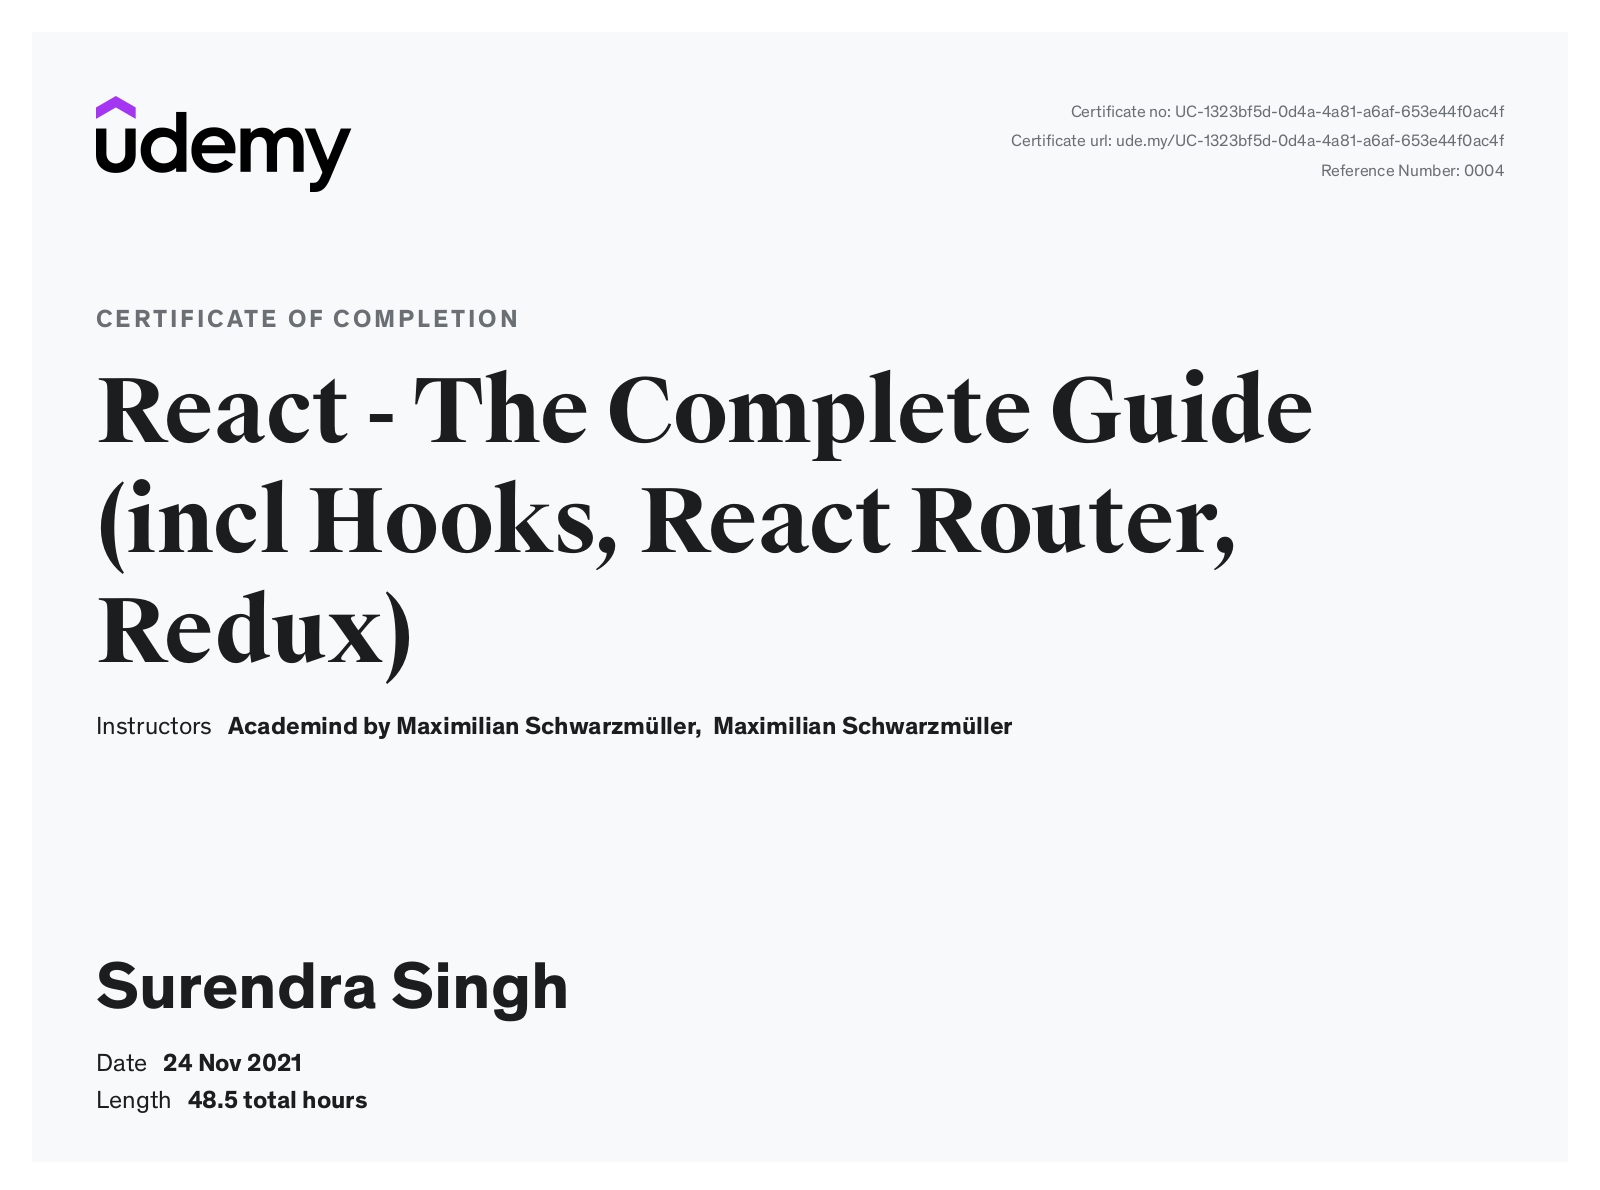 udemy
Certificate no: UC-1323bf5d-0d4a-4a81-a6af-653e44f0ac4f
Certificate url: ude.my/UC-1323bf5d-0d4a-4a81-a6af-653e44f0ac4f
Reference Number: 0004
CERTIFICATE OF COMPLETION
React - The Complete Guide
(incl Hooks, React Router,
Redux)
Instructors Academind by Maximilian Schwarzmüller, Maximilian Schwarzmüller
Surendra Singh
Date 24 Nov 2021
Length 48.5 total hours